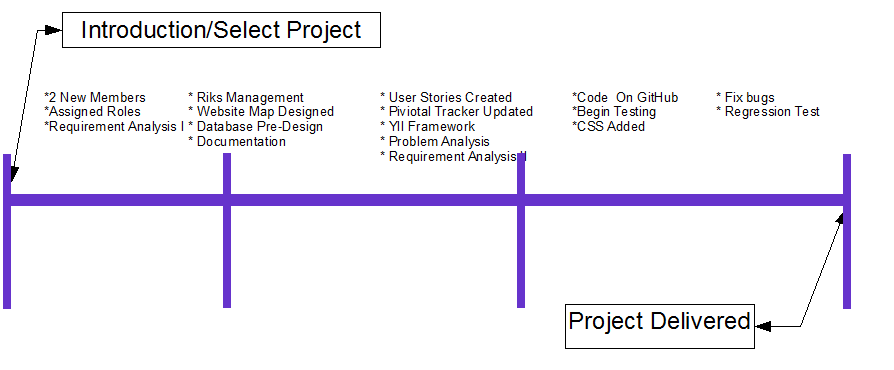 Introduction/Select Project
*2 New Members
*Assigned Roles
*Requirement Analysis I
* Riks Management
* Website Map Designed
* Database Pre-Design
* Documentation
* User Stories Created
* Piviotal Tracker Updated
* YII Framework
* Problem Analysis
* Requirement Analysis II
*Code  On GitHub
*Begin Testing
*CSS Added
* Fix bugs
* Regression Test
Project Delivered